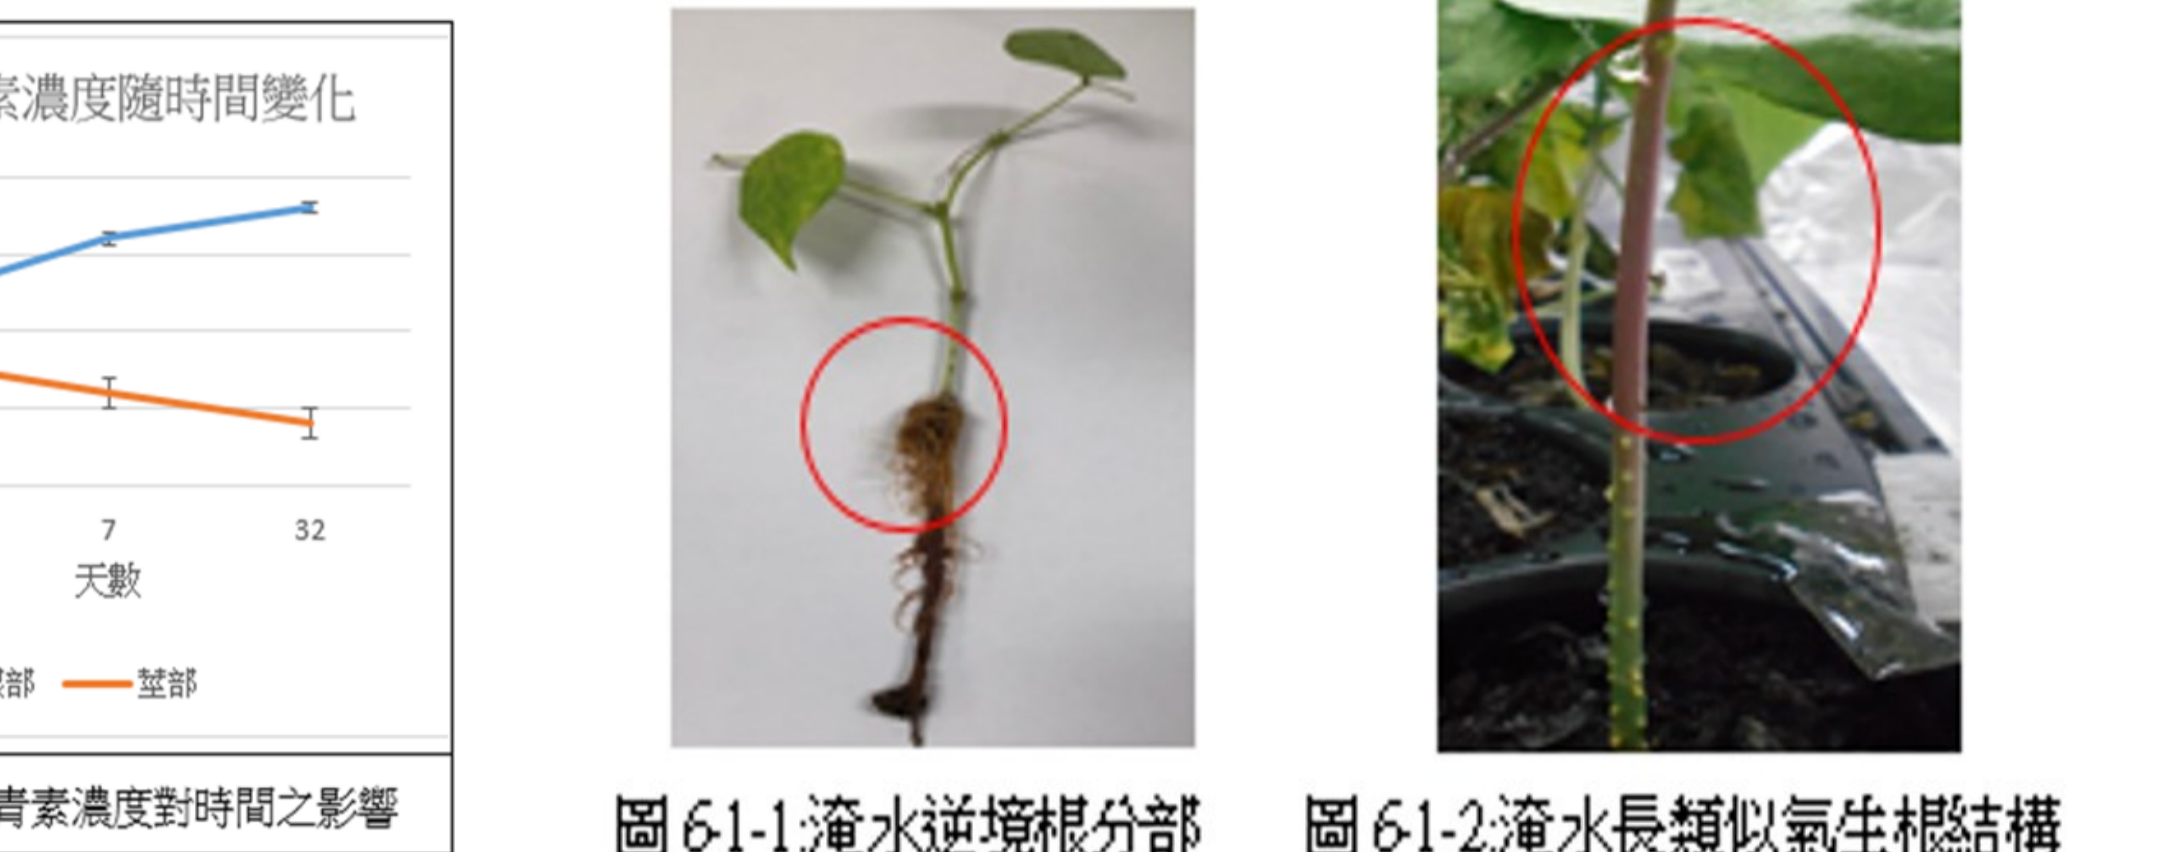 素濃度隨時間變化
7
32
天數
部
莖部
青素濃度對時間之影響
圖 6-1-1:淹水逆境根分部
圖 6-1-2:淹水長類似氣生根結構